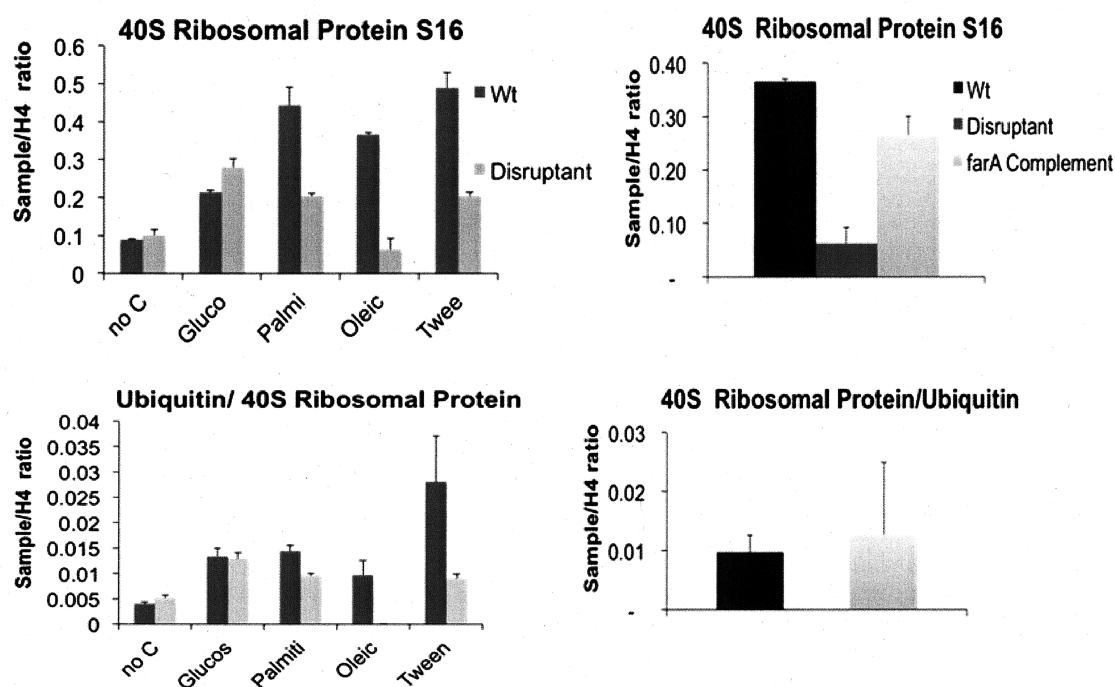 40S Ribosomal Protein S16
Sample/H4 ratio
0.6
0.5
0.4
0.3
0.2
0.1
0
Wt
Disruptant
no C
Gluco
Palmi
Oleic
Twee
40S Ribosomal Protein S16
Sample/H4 ratio
0.40
0.30
0.20
0.10
-
Wt
Disruptant
farA Complement
Ubiquitin/ 40S Ribosomal Protein
Sample/H4 ratio
0.04
0.035
0.03
0.025
0.02
0.015
0.01
0.005
0
no C
Glucos
Palmiti
Oleic
Tween
40S Ribosomal Protein/Ubiquitin
Sample/H4 ratio
0.03
0.02
0.01
-